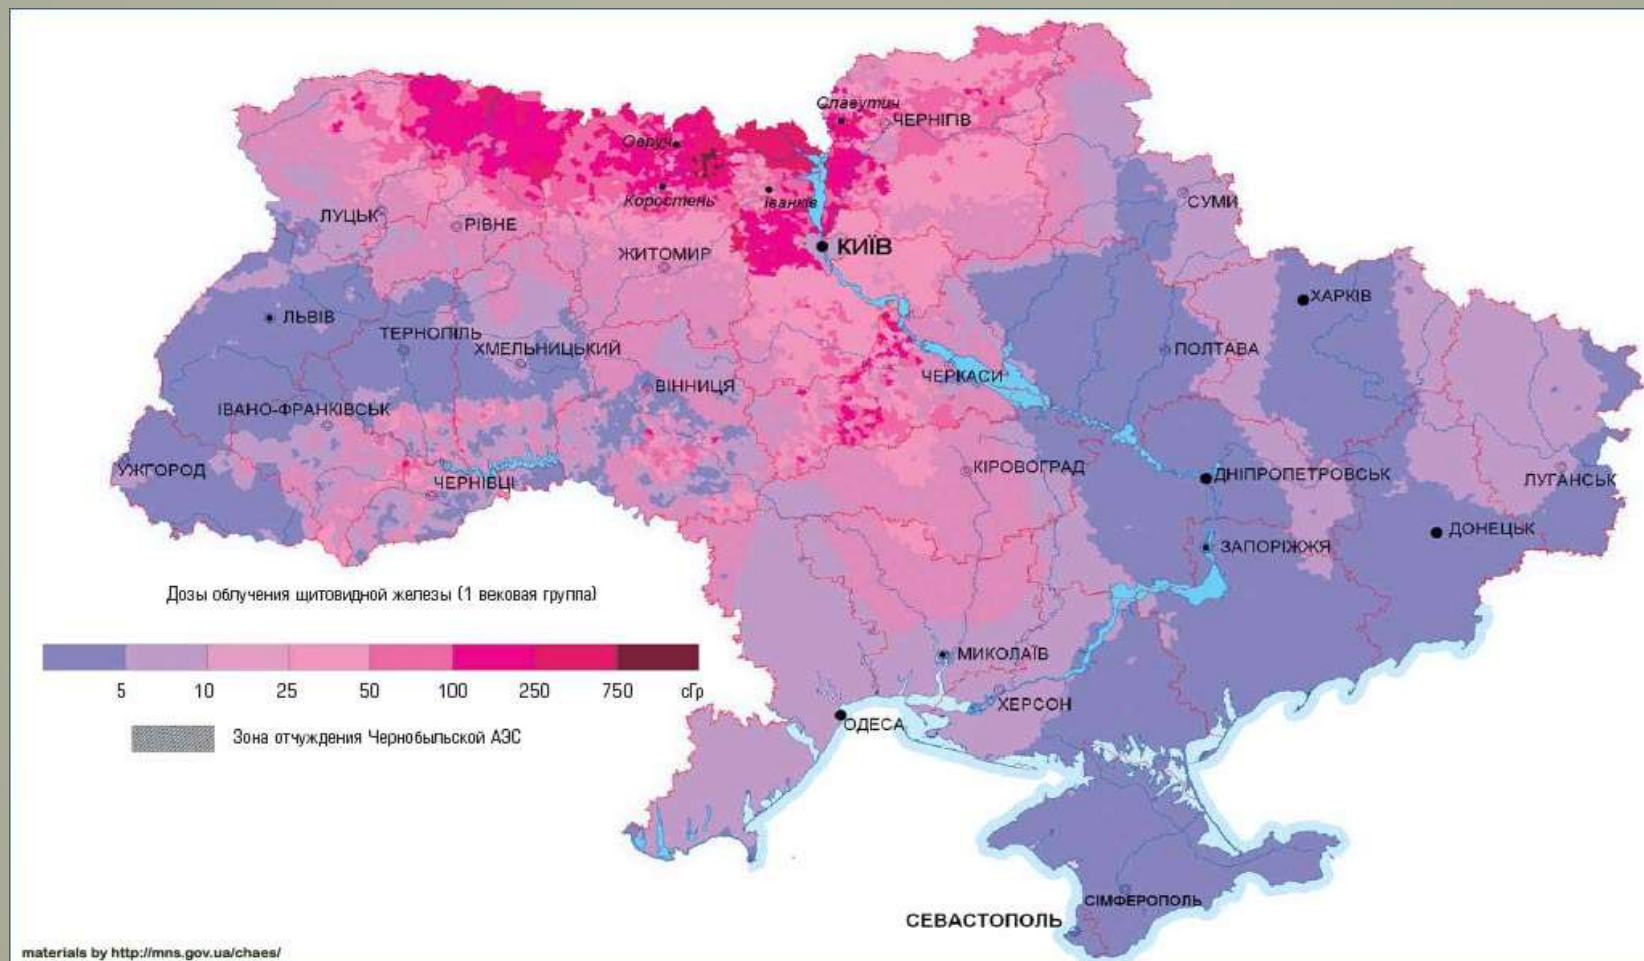 Славутич
ЧЕРНІГІВ
Овруч
СУМИ
Коростень
Іванків
ЛУЦЬК
РІВНЕ
ЖИТОМИР
КИЇВ
ХАРКІВ
ЛЬВІВ
ТЕРНОПІЛЬ
ХМЕЛЬНИЦЬКИЙ
ПОЛТАВА
ЧЕРКАСИ
ВІННИЦЯ
ІВАНО-ФРАНКІВСЬК
УЖГОРОД
ЧЕРНІВЦІ
КІРОВОГРАД
ДНІПРОПЕТРОВСЬК
ЛУГАНСЬК
ДОНЕЦЬК
ЗАПОРІЖЖЯ
Дозы облучения щитовидной железы (1 вековая группа)
5 10 25 50 100 250 750 сГр
Зона отчуждения Чернобыльской АЭС
МИКОЛАЇВ
ХЕРСОН
ОДЕСА
СІМФЕРОПОЛЬ
СЕВАСТОПОЛЬ
materials by http://mns.gov.ua/chaes/